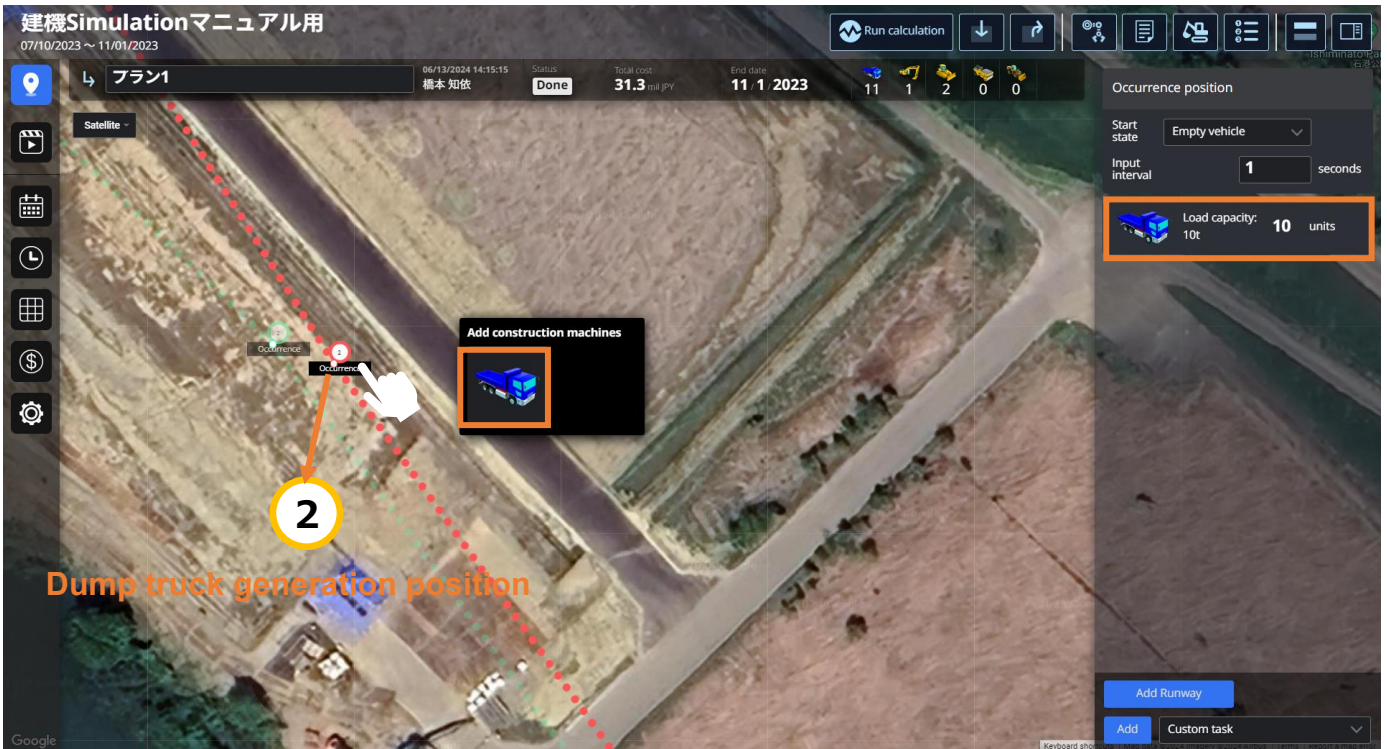 建機Simulationマニュアル用
07/10/2023 ～ 11/01/2023
Run calculation
プラン1
06/13/2024 14:15:15
橋本 知依
Status
Done
Total cost
31.3 mil JPY
End date
11 / 1 / 2023
11
1
2
0
0
Satellite
Occurrence position
Start state
Empty vehicle
Input interval
1
seconds
Load capacity:
10t
10
units
Add construction machines
2
Occurrence
1
Occurrence
2
Dump truck generation position
Add Runway
Add
Custom task
Google
Keyboard sho